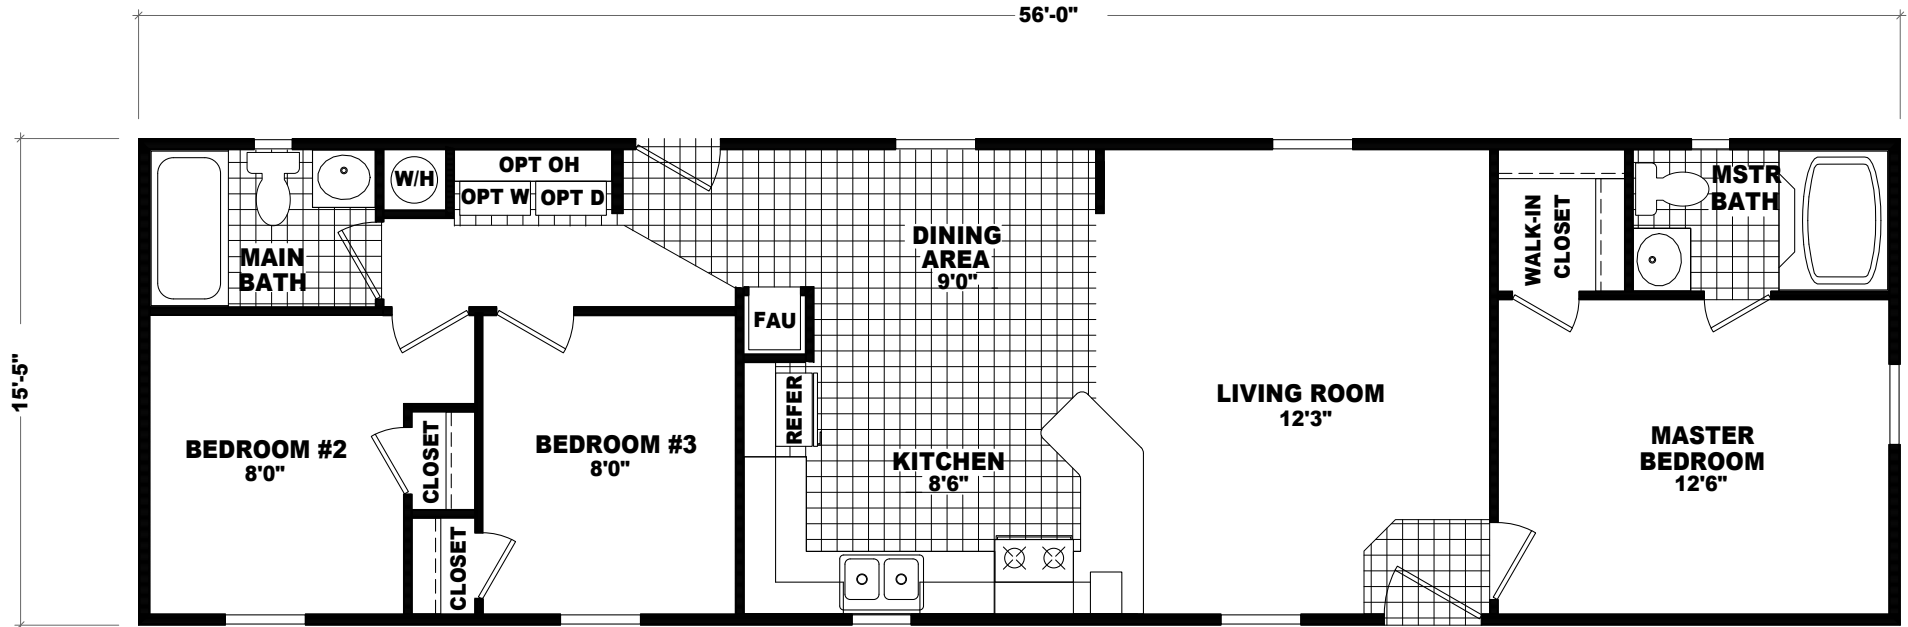 56'-0"
15'-5"
MAIN
BATH
W/H
OPT OH
OPT W
OPT D
DINING
AREA
9'0"
FAU
REFER
KITCHEN
8'6"
LIVING ROOM
12'3"
WALK-IN
CLOSET
MSTR
BATH
MASTER
BEDROOM
12'6"
BEDROOM #2
8'0"
CLOSET
CLOSET
BEDROOM #3
8'0"